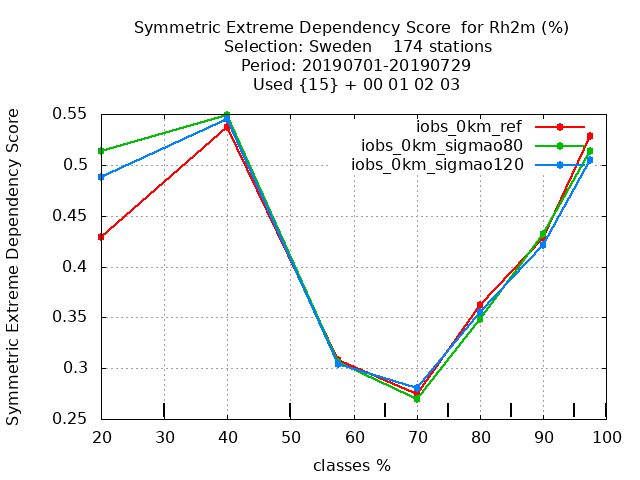 Symmetric Extreme Dependency Score for Rh2m (%)
Selection: Sweden 174 stations
Period: 20190701-20190729
Used {15} + 00 01 02 03
Symmetric Extreme Dependency Score
0.55
0.5
0.45
0.4
0.35
0.3
0.25
iobs_0km_ref
iobs_0km_sigmao80
iobs_0km_sigmao120
20 30 40 50 60 70 80 90 100
classes %